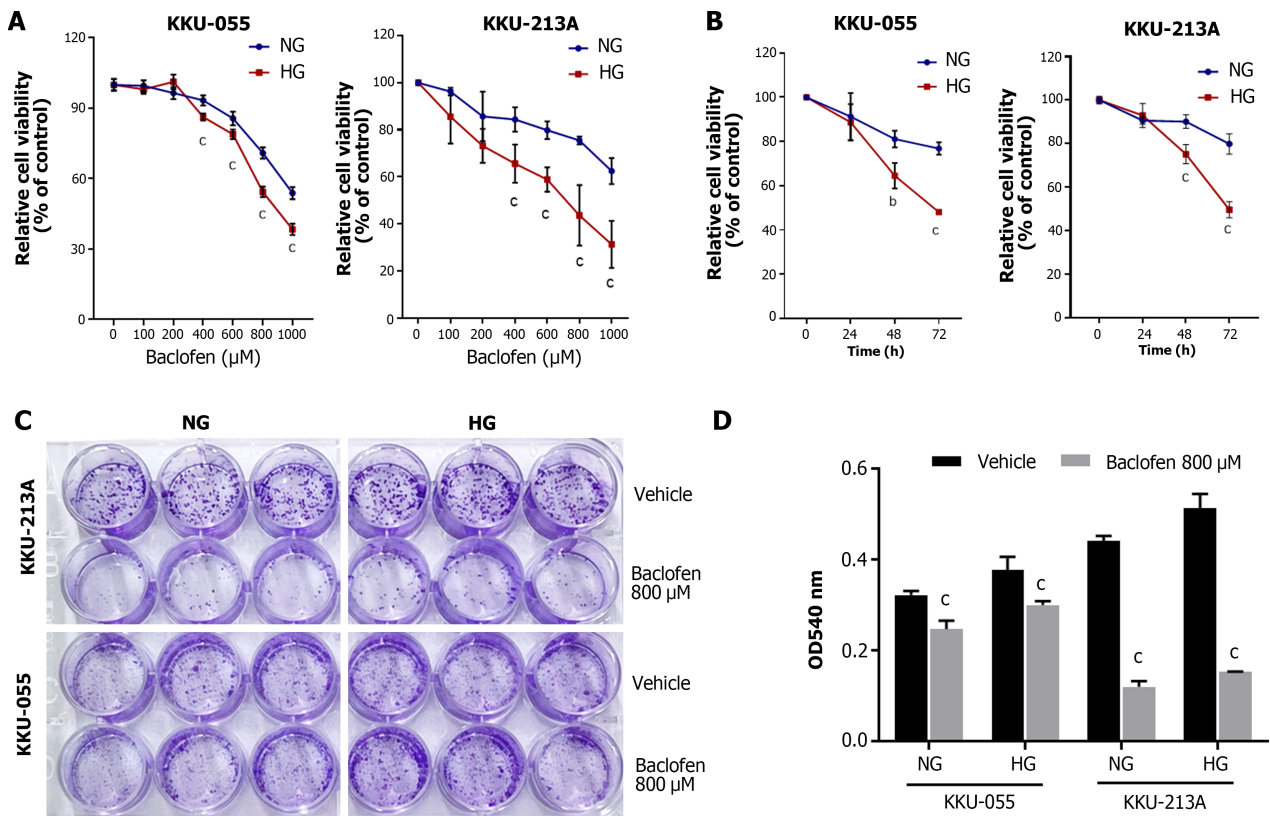 A
KKU-055
Relative cell viability
(% of control)
120
90
60
30
0
NG
HG
c
c
c
c
0 100 200 400 600 800 1000
Baclofen (µM)
KKU-213A
Relative cell viability
(% of control)
120
100
80
60
40
20
0
NG
HG
c
c
c
c
0 100 200 400 600 800 1000
Baclofen (µM)
B
KKU-055
Relative cell viability
(% of control)
120
100
80
60
40
20
0
NG
HG
b
c
0 24 48 72
Time (h)
KKU-213A
Relative cell viability
(% of control)
120
100
80
60
40
20
0
NG
HG
c
c
0 24 48 72
Time (h)
C
NG HG
KKU-213A
Vehicle
Baclofen
800 µM
KKU-055
Vehicle
Baclofen
800 µM
D
Vehicle Baclofen 800 µM
OD540 nm
0.6
0.4
0.2
0.0
c
c
c
c
NG HG NG HG
KKU-055 KKU-213A